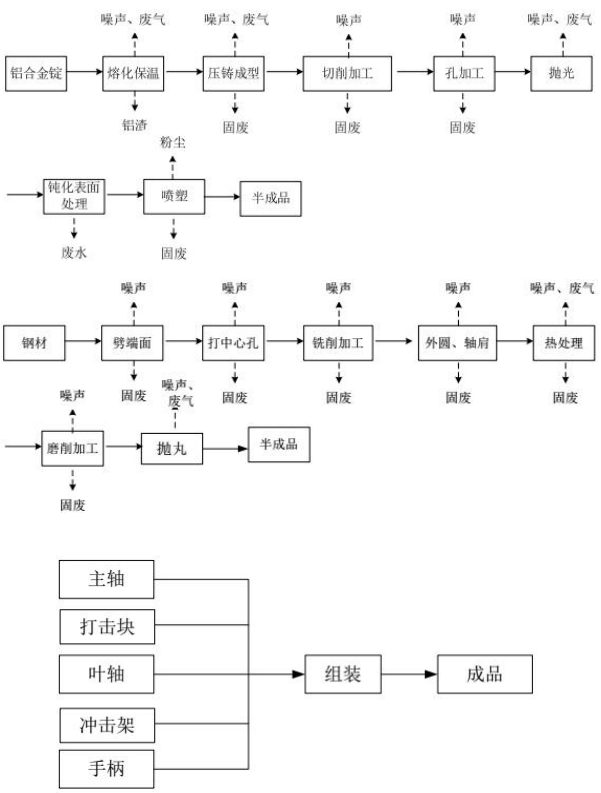 噪声、废气
噪声、废气
噪声
噪声
噪声、废气
铝合金锭
熔化保温
压铸成型
切削加工
孔加工
抛光
铝渣
固废
固废
固废
粉尘
钝化表面
处理
喷塑
半成品
废水
固废
噪声
噪声
噪声
噪声
噪声、废气
钢材
劈端面
打中心孔
铣削加工
外圆、轴肩
热处理
固废
固废
固废
固废
固废
噪声
噪声、
废气
磨削加工
抛丸
半成品
固废
主轴
打击块
叶轴
组装
成品
冲击架
手柄